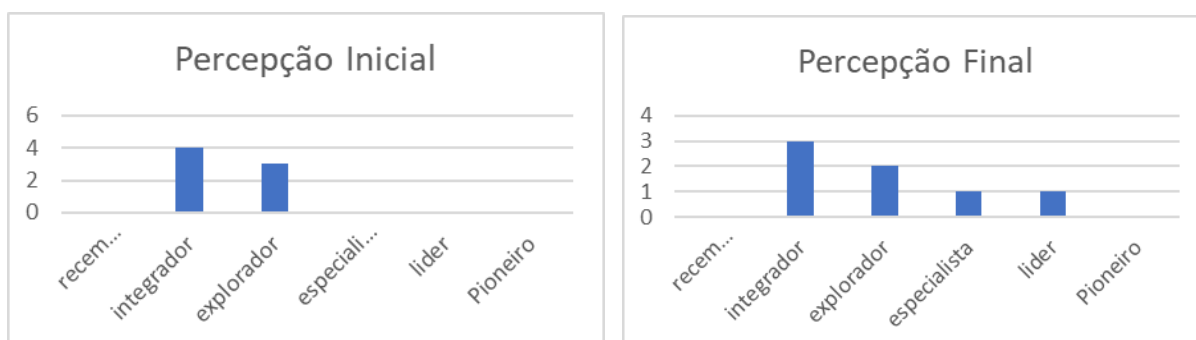 Percepção Inicial
6
4
2
0
recem...
integrador
explorador
especiali...
lider
Pioneiro
Percepção Final
4
3
2
1
0
recem...
integrador
explorador
especialista
lider
Pioneiro